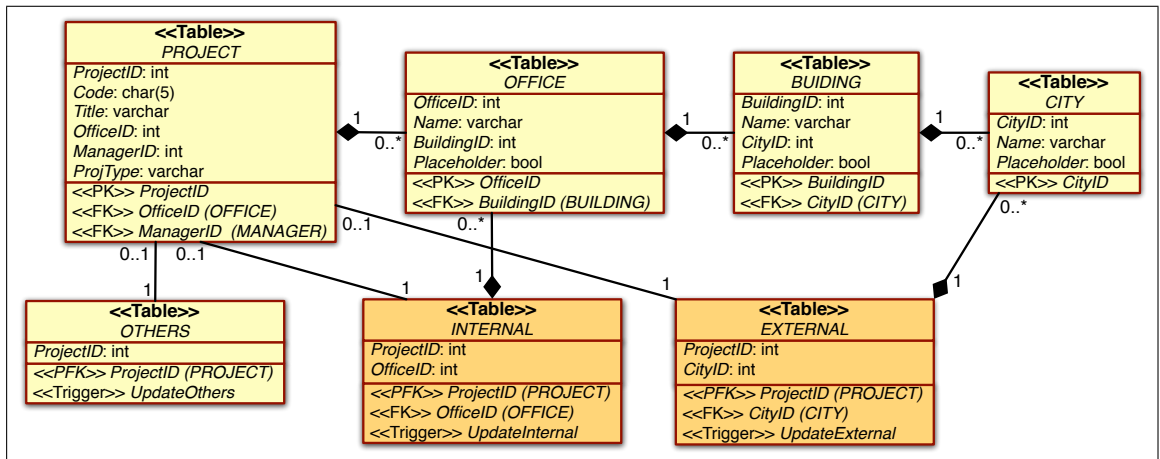 <<Table>>
PROJECT
ProjectID: int
Code: char(5)
Title: varchar
OfficeID: int
ManagerID: int
ProjType: varchar
<<PK>> ProjectID
<<FK>> OfficeID (OFFICE)
<<FK>> ManagerID (MANAGER)
1
0..*
<<Table>>
OFFICE
OfficeID: int
Name: varchar
BuildingID: int
Placeholder: bool
<<PK>> OfficeID
<<FK>> BuildingID (BUILDING)
1
0..*
<<Table>>
BUIDING
BuildingID: int
Name: varchar
CityID: int
Placeholder: bool
<<PK>> BuildingID
<<FK>> CityID (CITY)
1
0..*
<<Table>>
CITY
CityID: int
Name: varchar
Placeholder: bool
<<PK>> CityID
0..1
0..1
0..1
0..*
0..*
1
1
1
1
1
<<Table>>
OTHERS
ProjectID: int
<<PFK>> ProjectID (PROJECT)
<<Trigger>> UpdateOthers
<<Table>>
INTERNAL
ProjectID: int
OfficeID: int
<<PFK>> ProjectID (PROJECT)
<<FK>> OfficeID (OFFICE)
<<Trigger>> UpdateInternal
<<Table>>
EXTERNAL
ProjectID: int
CityID: int
<<PFK>> ProjectID (PROJECT)
<<FK>> CityID (CITY)
<<Trigger>> UpdateExternal